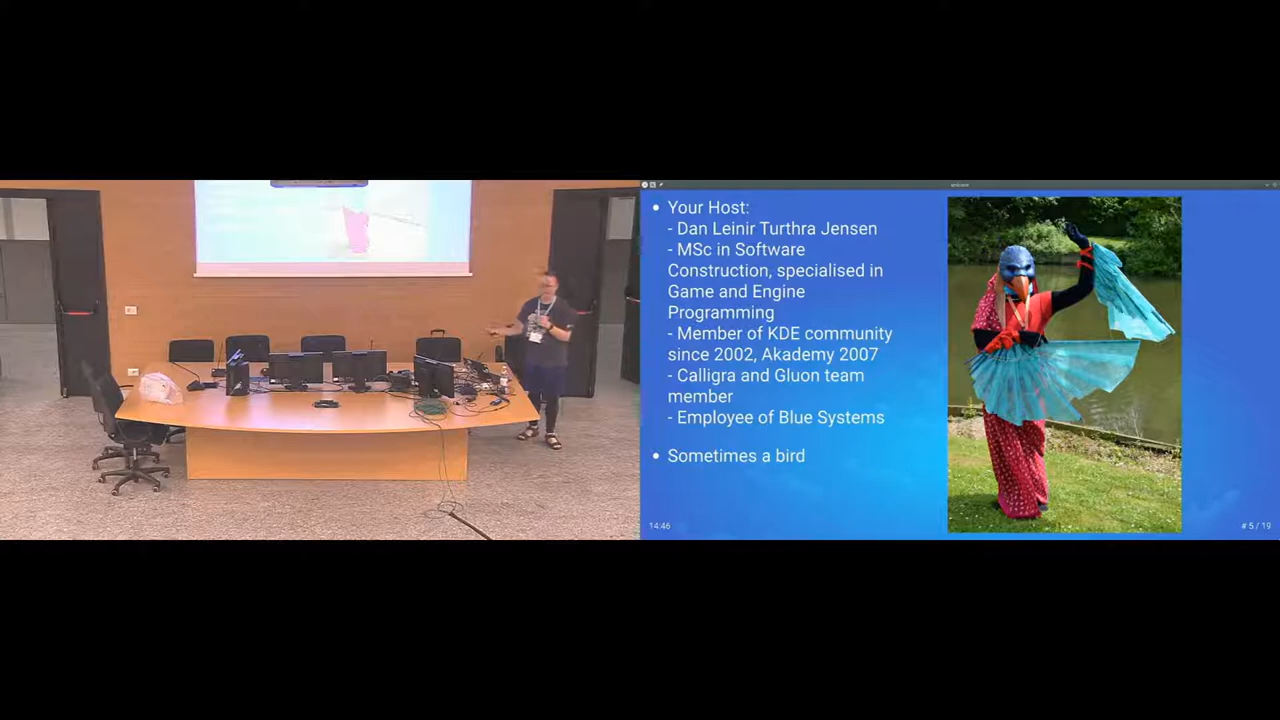 • Your Host:
- Dan Leinir Turthra Jensen
- MSc in Software
Construction, specialised in
Game and Engine
Programming
- Member of KDE community
since 2002, Akademy 2007
- Calligra and Gluon team
member
- Employee of Blue Systems
• Sometimes a bird
14:46
# 5 / 19